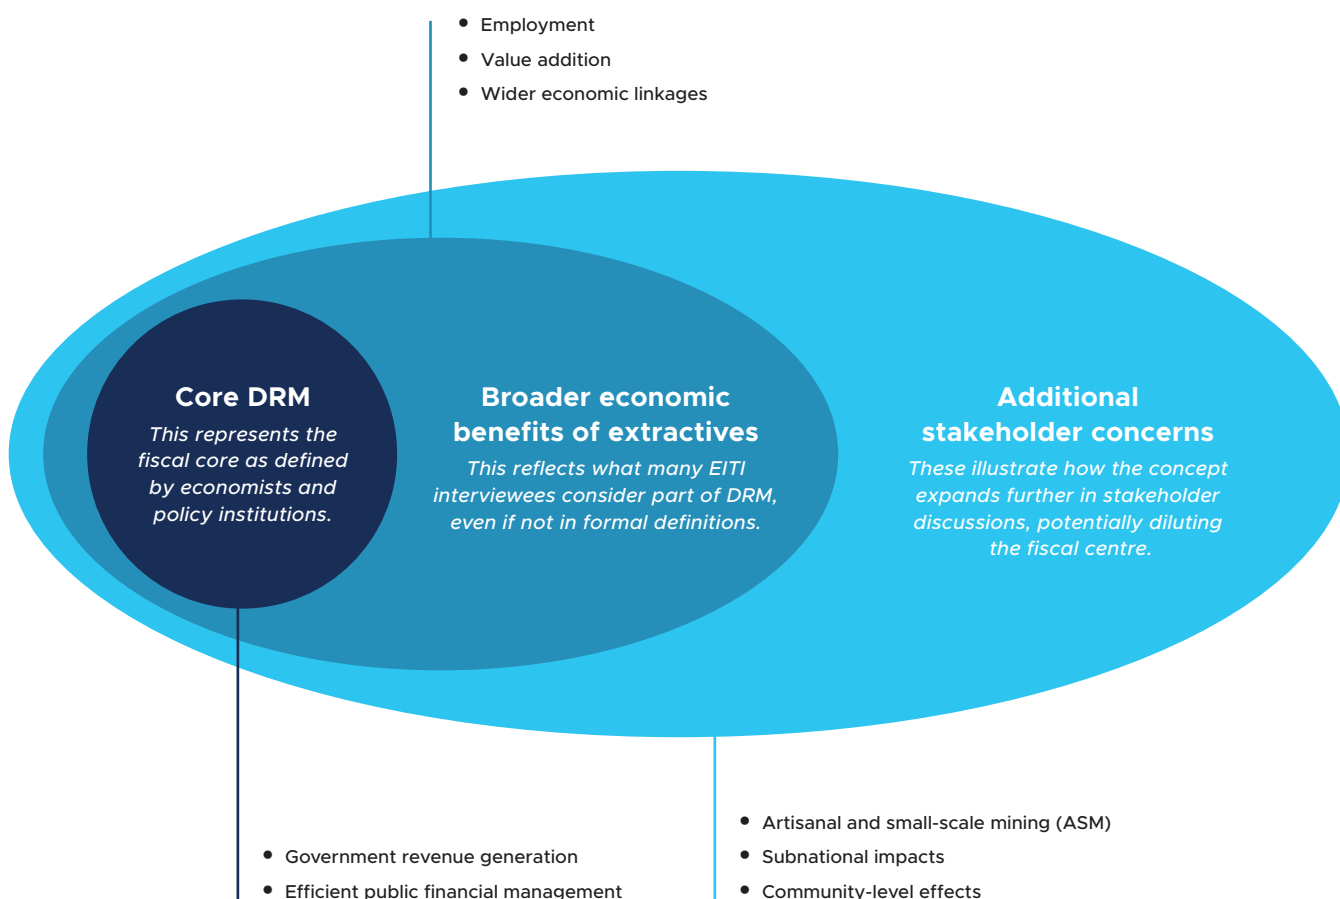 Employment
Value addition
Wider economic linkages
Core DRM
This represents the
fiscal core as defined
by economists and
policy institutions.
Broader economic
benefits of extractives
This reflects what many EITI
interviewees consider part of DRM,
even if not in formal definitions.
Additional
stakeholder concerns
These illustrate how the concept
expands further in stakeholder
discussions, potentially diluting
the fiscal centre.
Government revenue generation
Efficient public financial management
Artisanal and small-scale mining (ASM)
Subnational impacts
Community-level effects